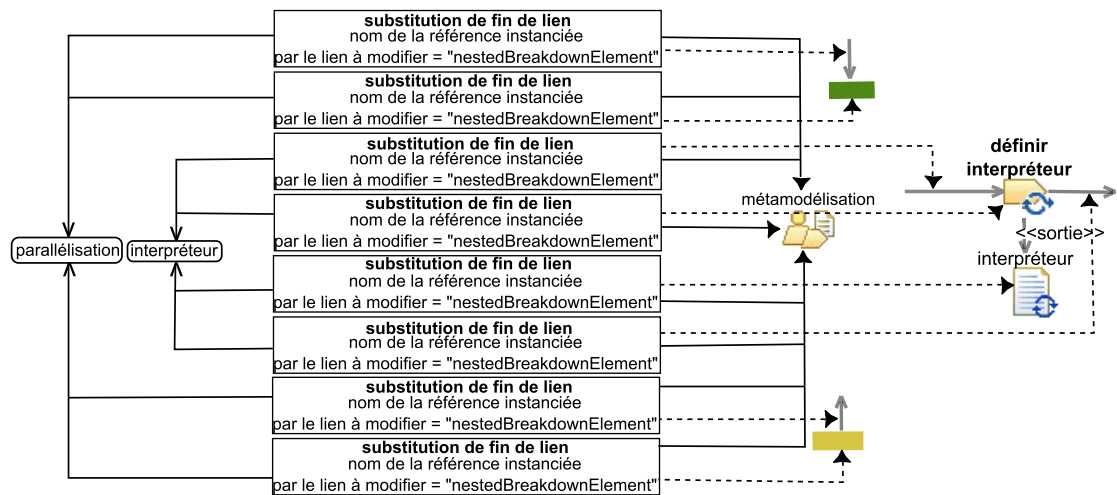 substitution de fin de lien
nom de la référence instanciée
par le lien à modifier = "nestedBreakdownElement"
substitution de fin de lien
nom de la référence instanciée
par le lien à modifier = "nestedBreakdownElement"
substitution de fin de lien
nom de la référence instanciée
par le lien à modifier = "nestedBreakdownElement"
substitution de fin de lien
nom de la référence instanciée
par le lien à modifier = "nestedBreakdownElement"
substitution de fin de lien
nom de la référence instanciée
par le lien à modifier = "nestedBreakdownElement"
substitution de fin de lien
nom de la référence instanciée
par le lien à modifier = "nestedBreakdownElement"
substitution de fin de lien
nom de la référence instanciée
par le lien à modifier = "nestedBreakdownElement"
substitution de fin de lien
nom de la référence instanciée
par le lien à modifier = "nestedBreakdownElement"
parallélisation
interpréteur
métamodélisation
définir
interpréteur
<<sortie>>
interpréteur